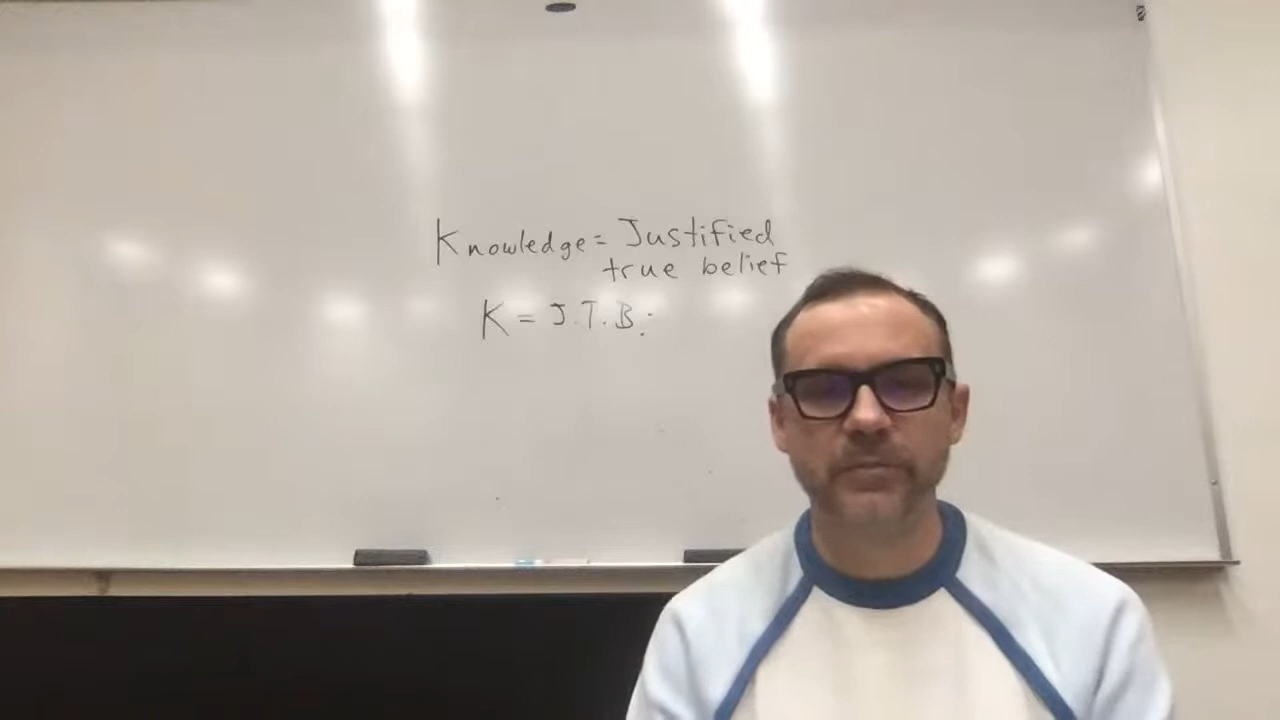 Knowledge = Justified
true belief
K = J.T.B.: